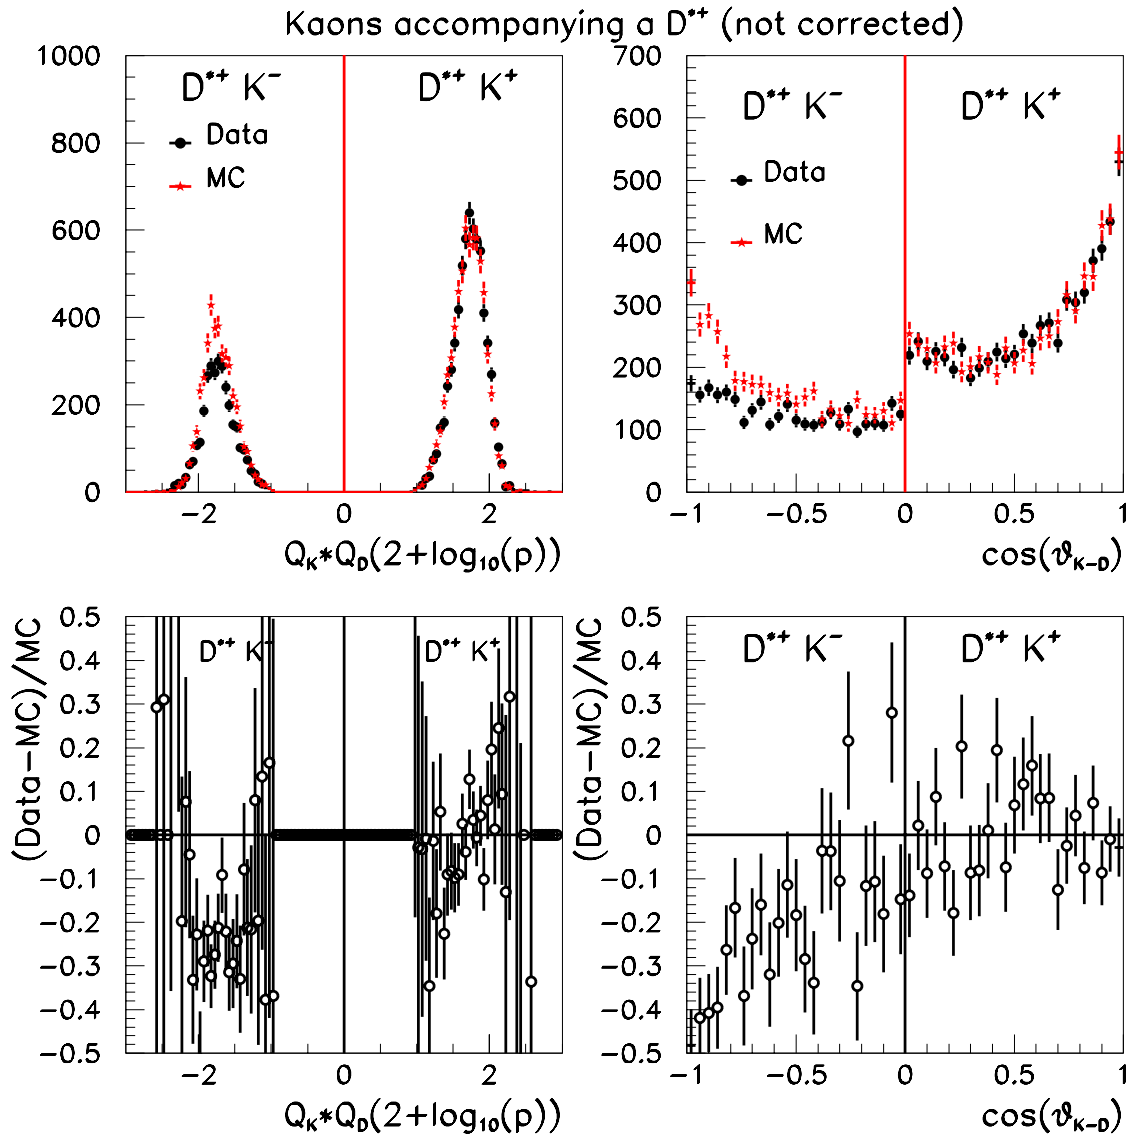 Kaons accompanying a D*+ (not corrected)
1000
800
600
400
200
0
D*+ K− D*+ K+
Data
MC
−2 0 2
Q_K*Q_D(2+log_10(p))
700
600
500
400
300
200
100
0
D*+ K− D*+ K+
Data
MC
−1 −0.5 0 0.5 1
cos(ϑ_K−D)
(Data−MC)/MC
0.5
0.4
0.3
0.2
0.1
0
−0.1
−0.2
−0.3
−0.4
−0.5
D*+ K− D*+ K+
−2 0 2
Q_K*Q_D(2+log_10(p))
(Data−MC)/MC
0.5
0.4
0.3
0.2
0.1
0
−0.1
−0.2
−0.3
−0.4
−0.5
D*+ K− D*+ K+
−1 −0.5 0 0.5 1
cos(ϑ_K−D)